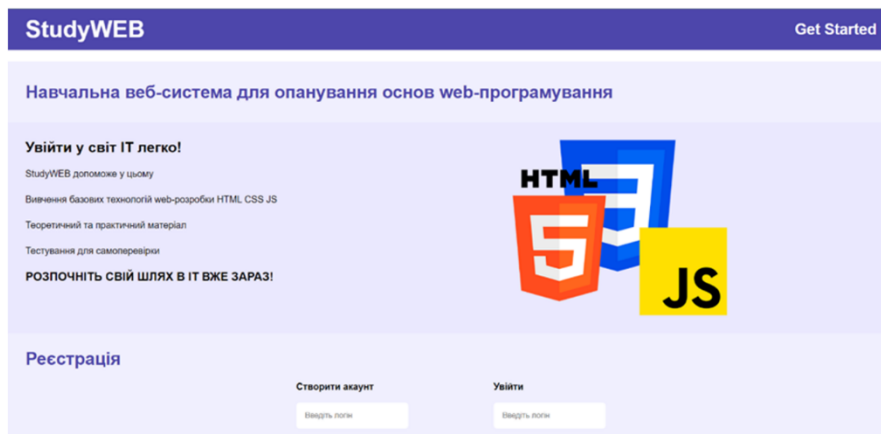 StudyWEB
Get Started
Навчальна веб-система для опанування основ web-програмування
Увійти у світ ІТ легко!
StudyWEB допоможе у цьому
Вивчення базових технологій web-розробки HTML CSS JS
Теоретичний та практичний матеріал
Тестування для самоперевірки
РОЗПОЧНІТЬ СВІЙ ШЛЯХ В ІТ ВЖЕ ЗАРАЗ!
HTML
5
3
JS
Реєстрація
Створити акаунт
Увійти
Введіть логін
Введіть логін